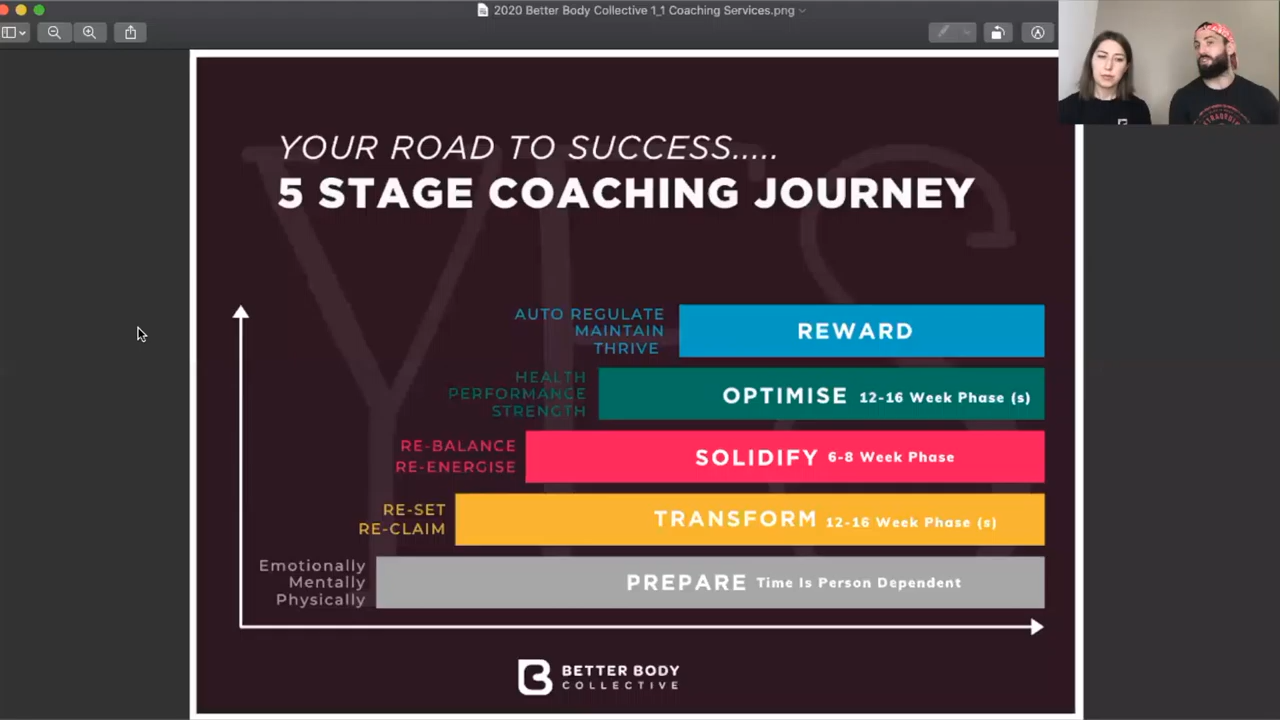 2020 Better Body Collective 1_1 Coaching Services.png
YOUR ROAD TO SUCCESS.....
5 STAGE COACHING JOURNEY
YES
AUTO REGULATE
MAINTAIN
THRIVE
REWARD
HEALTH
PERFORMANCE
STRENGTH
OPTIMISE 12-16 Week Phase (s)
RE-BALANCE
RE-ENERGISE
SOLIDIFY 6-8 Week Phase
RE-SET
RE-CLAIM
TRANSFORM 12-16 Week Phase (s)
Emotionally
Mentally
Physically
PREPARE Time Is Person Dependent
BETTER BODY
COLLECTIVE